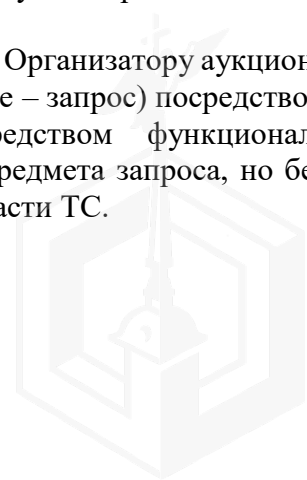 Организатору аукцион
е – запрос) посредство
редством функционал
редмета запроса, но бе
асти ТС.